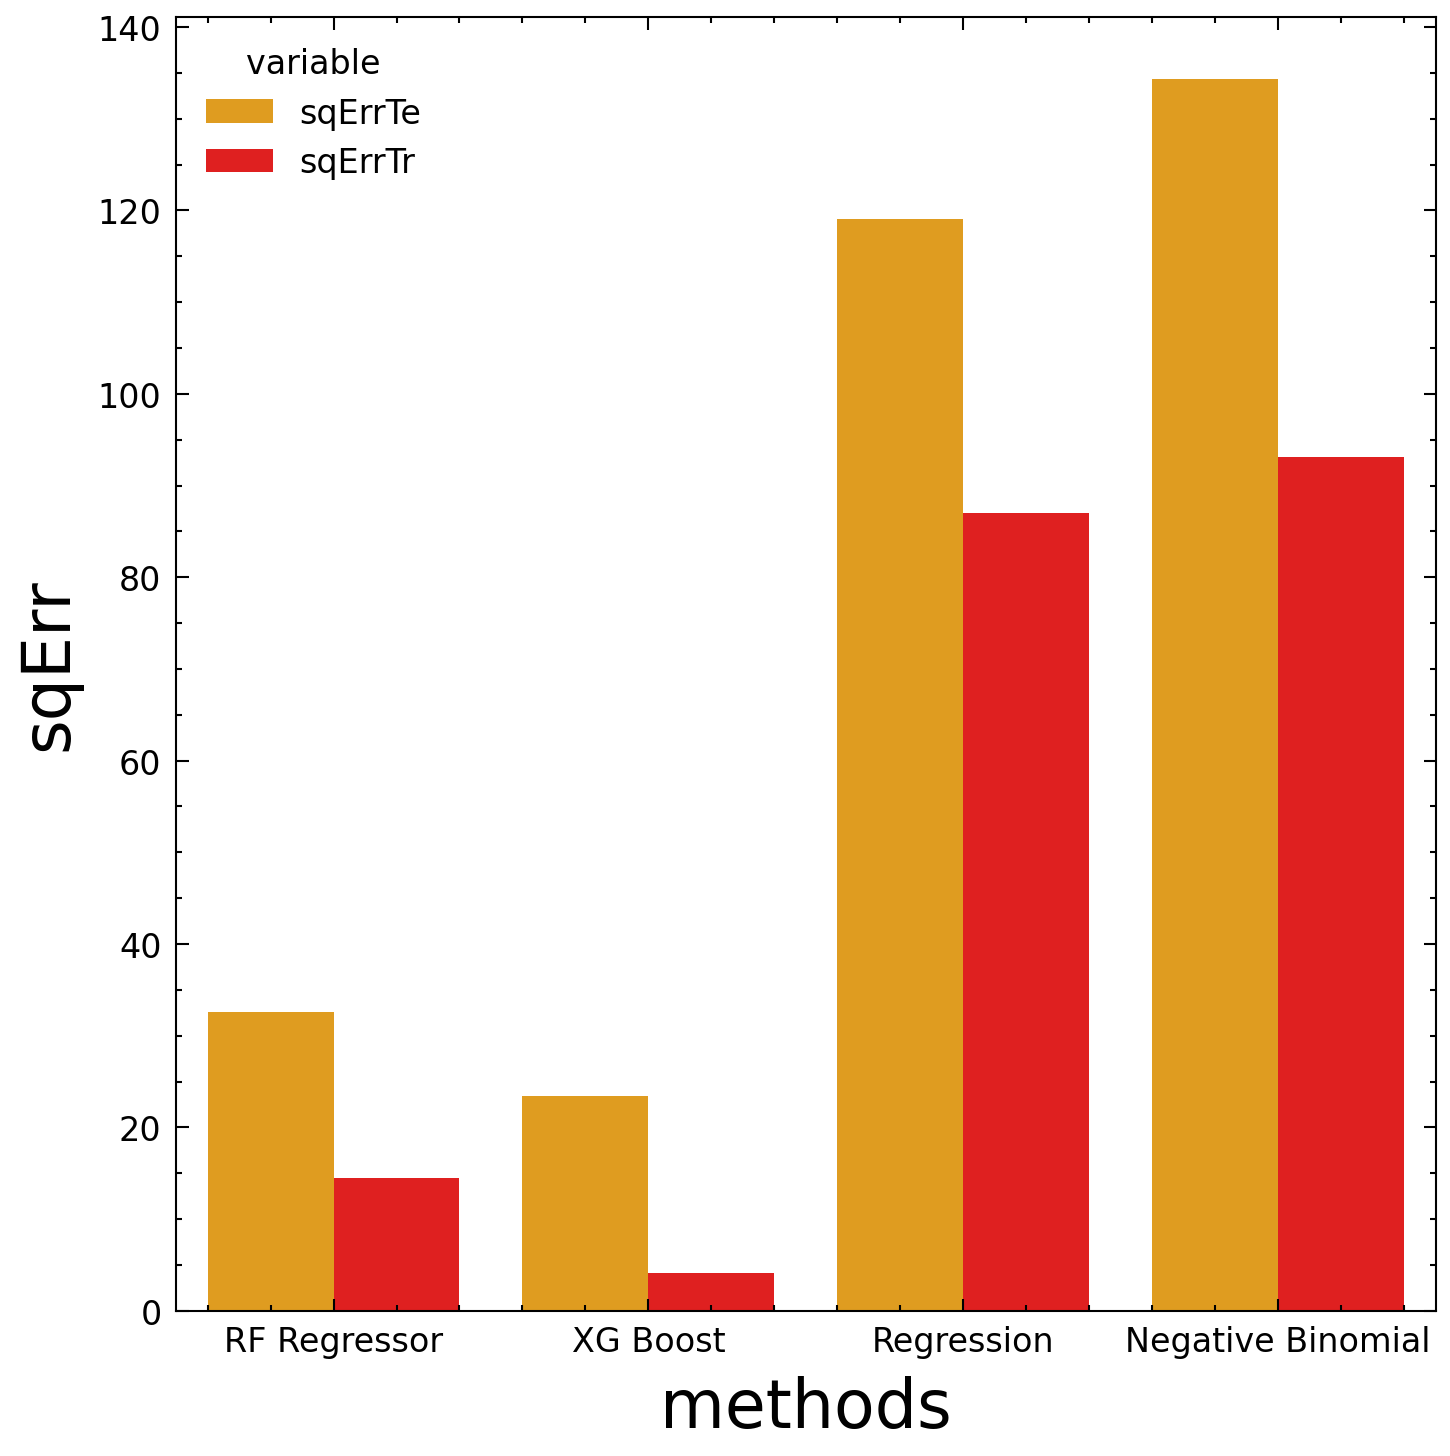 variable
sqErrTe
sqErrTr
140
120
100
80
60
40
20
0
sqErr
RF Regressor XG Boost Regression Negative Binomial
methods